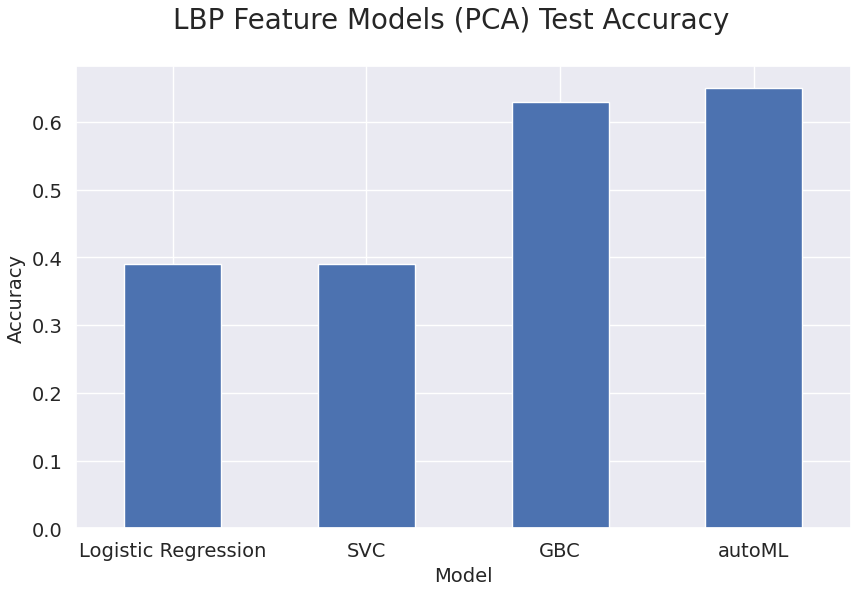 LBP Feature Models (PCA) Test Accuracy
0.6
0.5
0.4
0.3
0.2
0.1
0.0
Accuracy
Logistic Regression SVC GBC autoML
Model